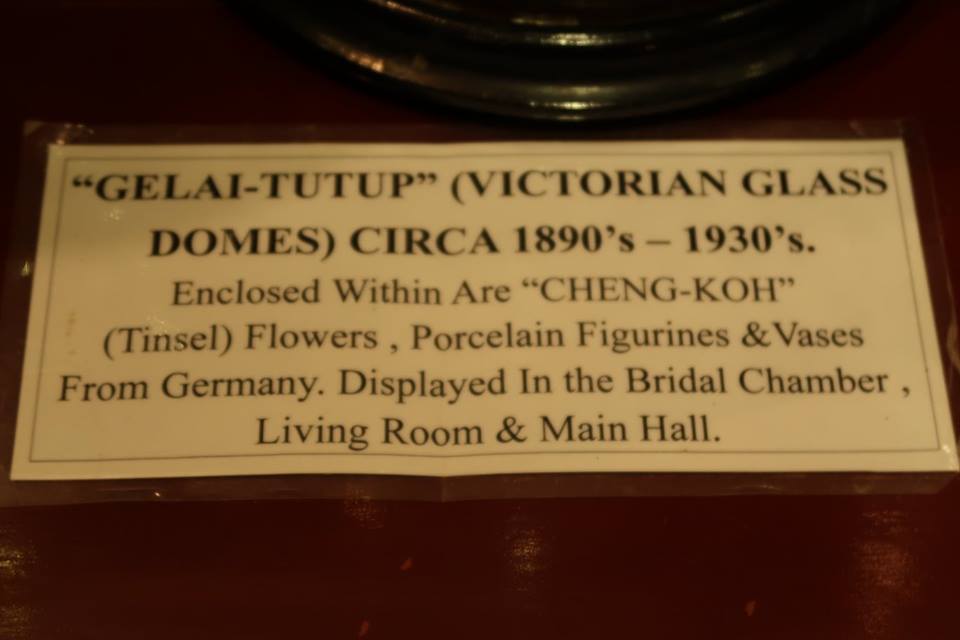 “GELAI-TUTUP” (VICTORIAN GLASS
DOMES) CIRCA 1890’s – 1930’s.
Enclosed Within Are “CHENG-KOH”
(Tinsel) Flowers , Porcelain Figurines &Vases
From Germany. Displayed In the Bridal Chamber ,
Living Room & Main Hall.